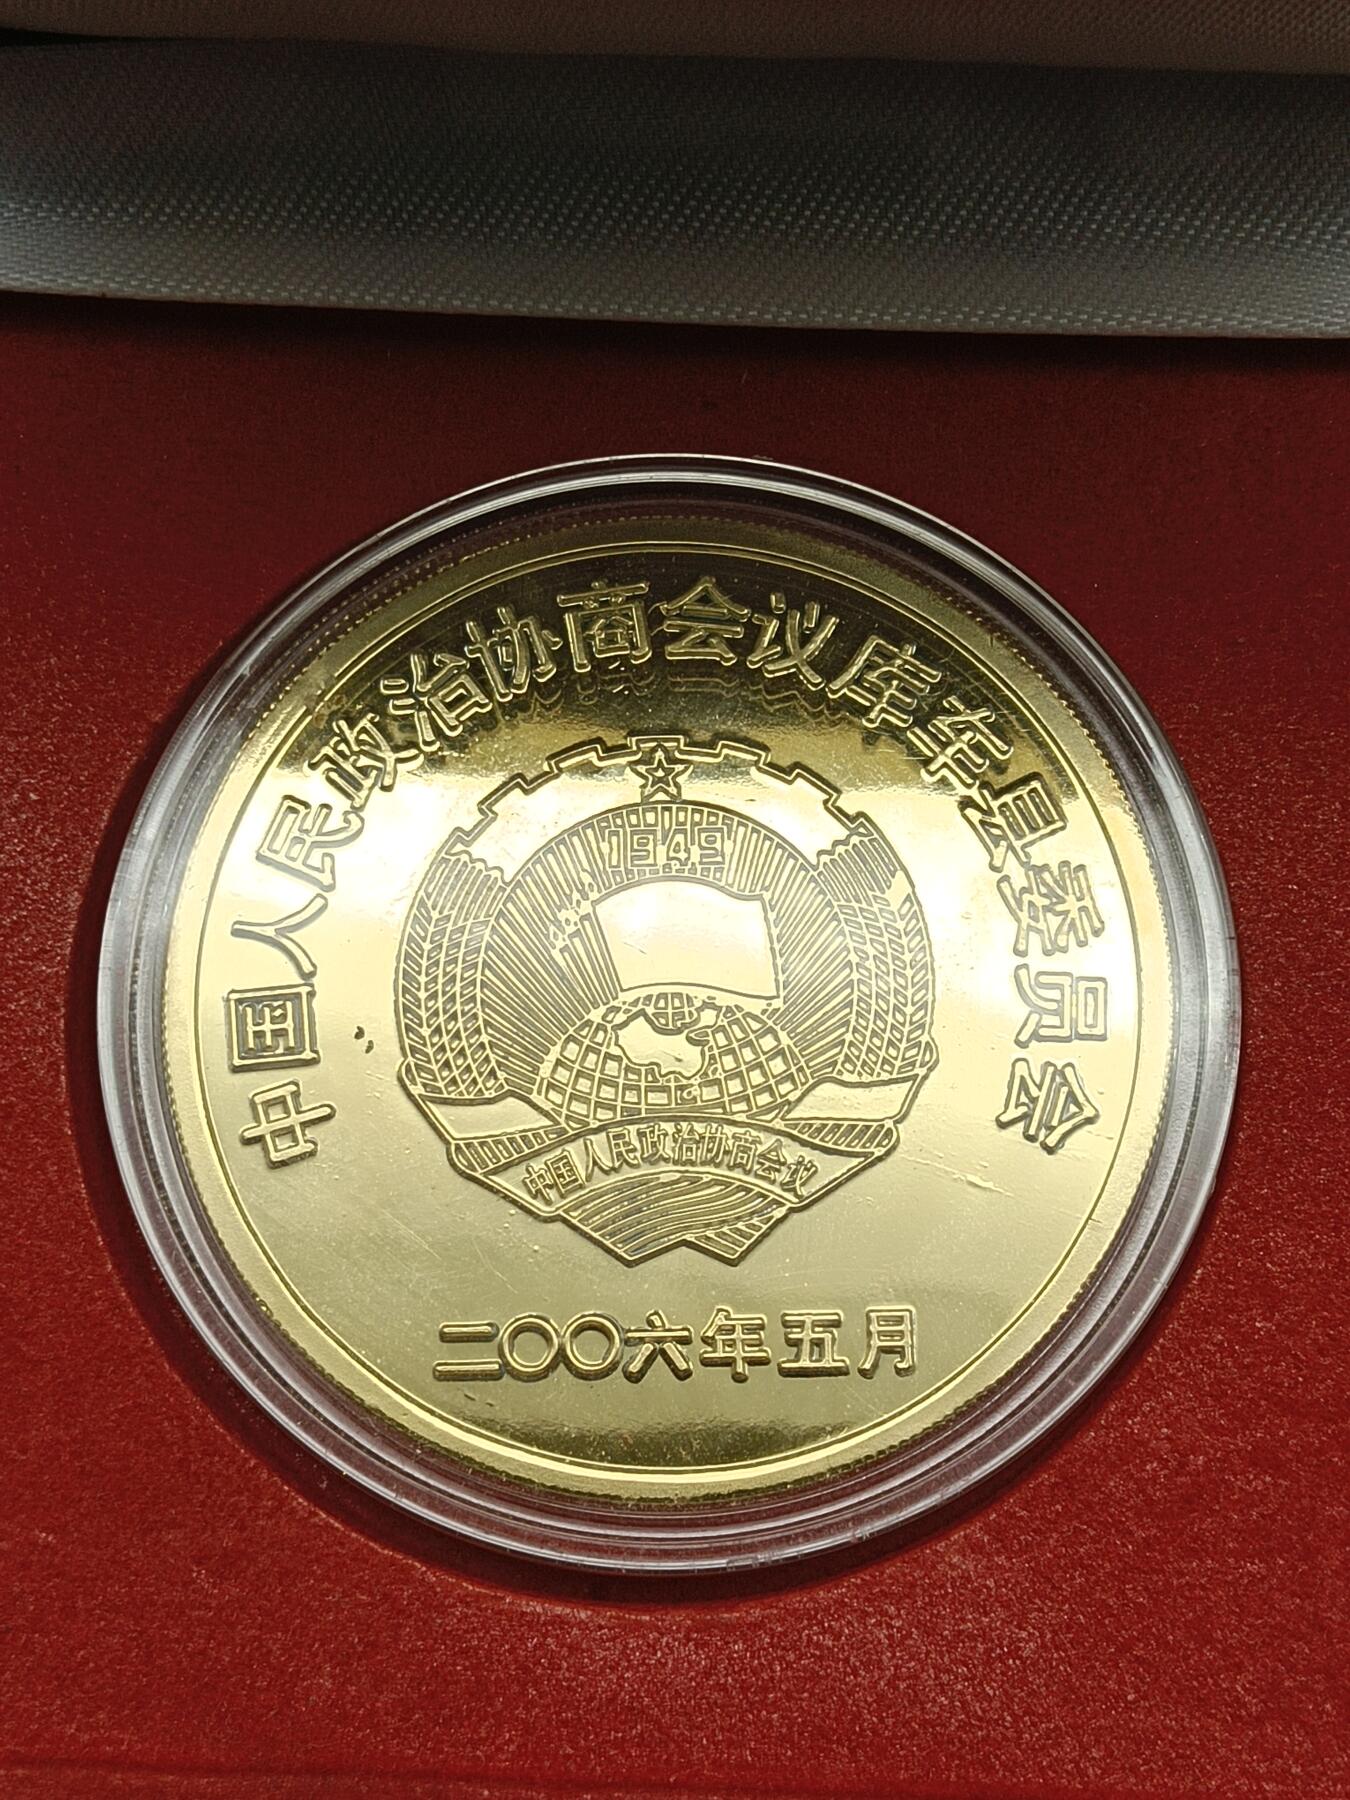 中国人民政治协商会议库车县委员会
1949
中国人民政治协商会议
二〇〇六年五月